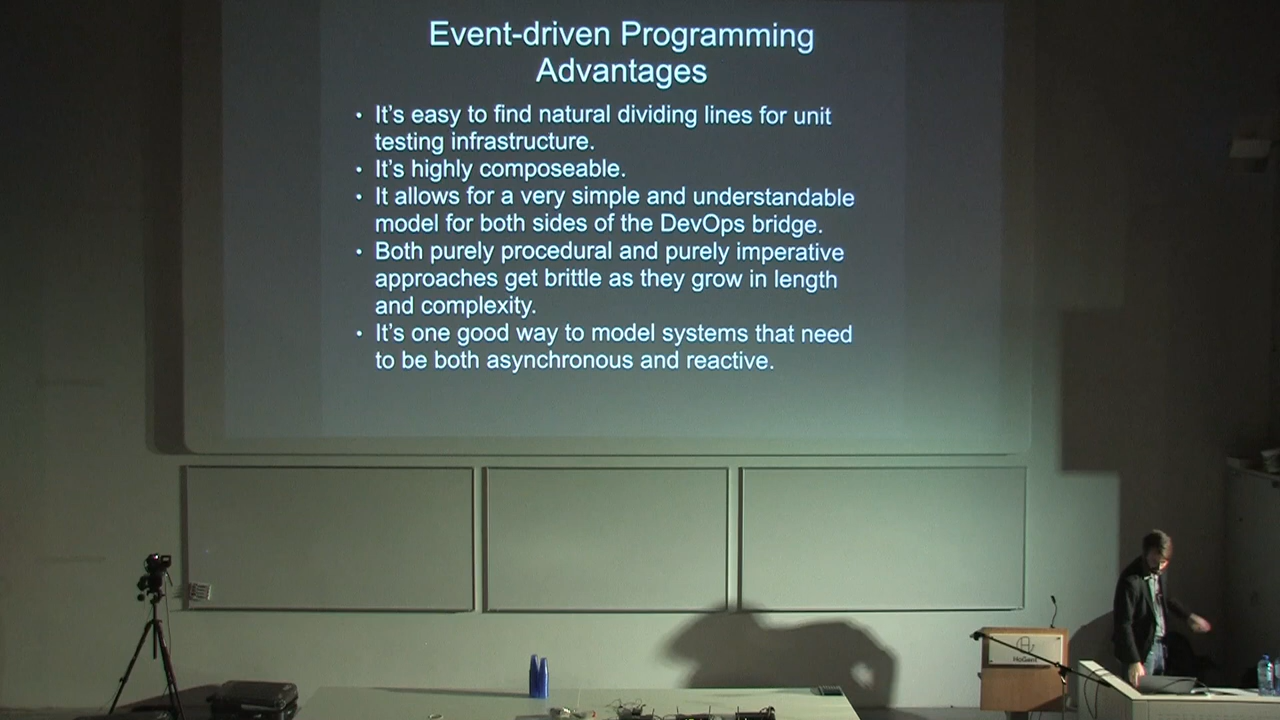 Event-driven Programming
Advantages
• It's easy to find natural dividing lines for unit
testing infrastructure.
• It's highly composeable.
• It allows for a very simple and understandable
model for both sides of the DevOps bridge.
• Both purely procedural and purely imperative
approaches get brittle as they grow in length
and complexity.
• It's one good way to model systems that need
to be both asynchronous and reactive.
HoGent